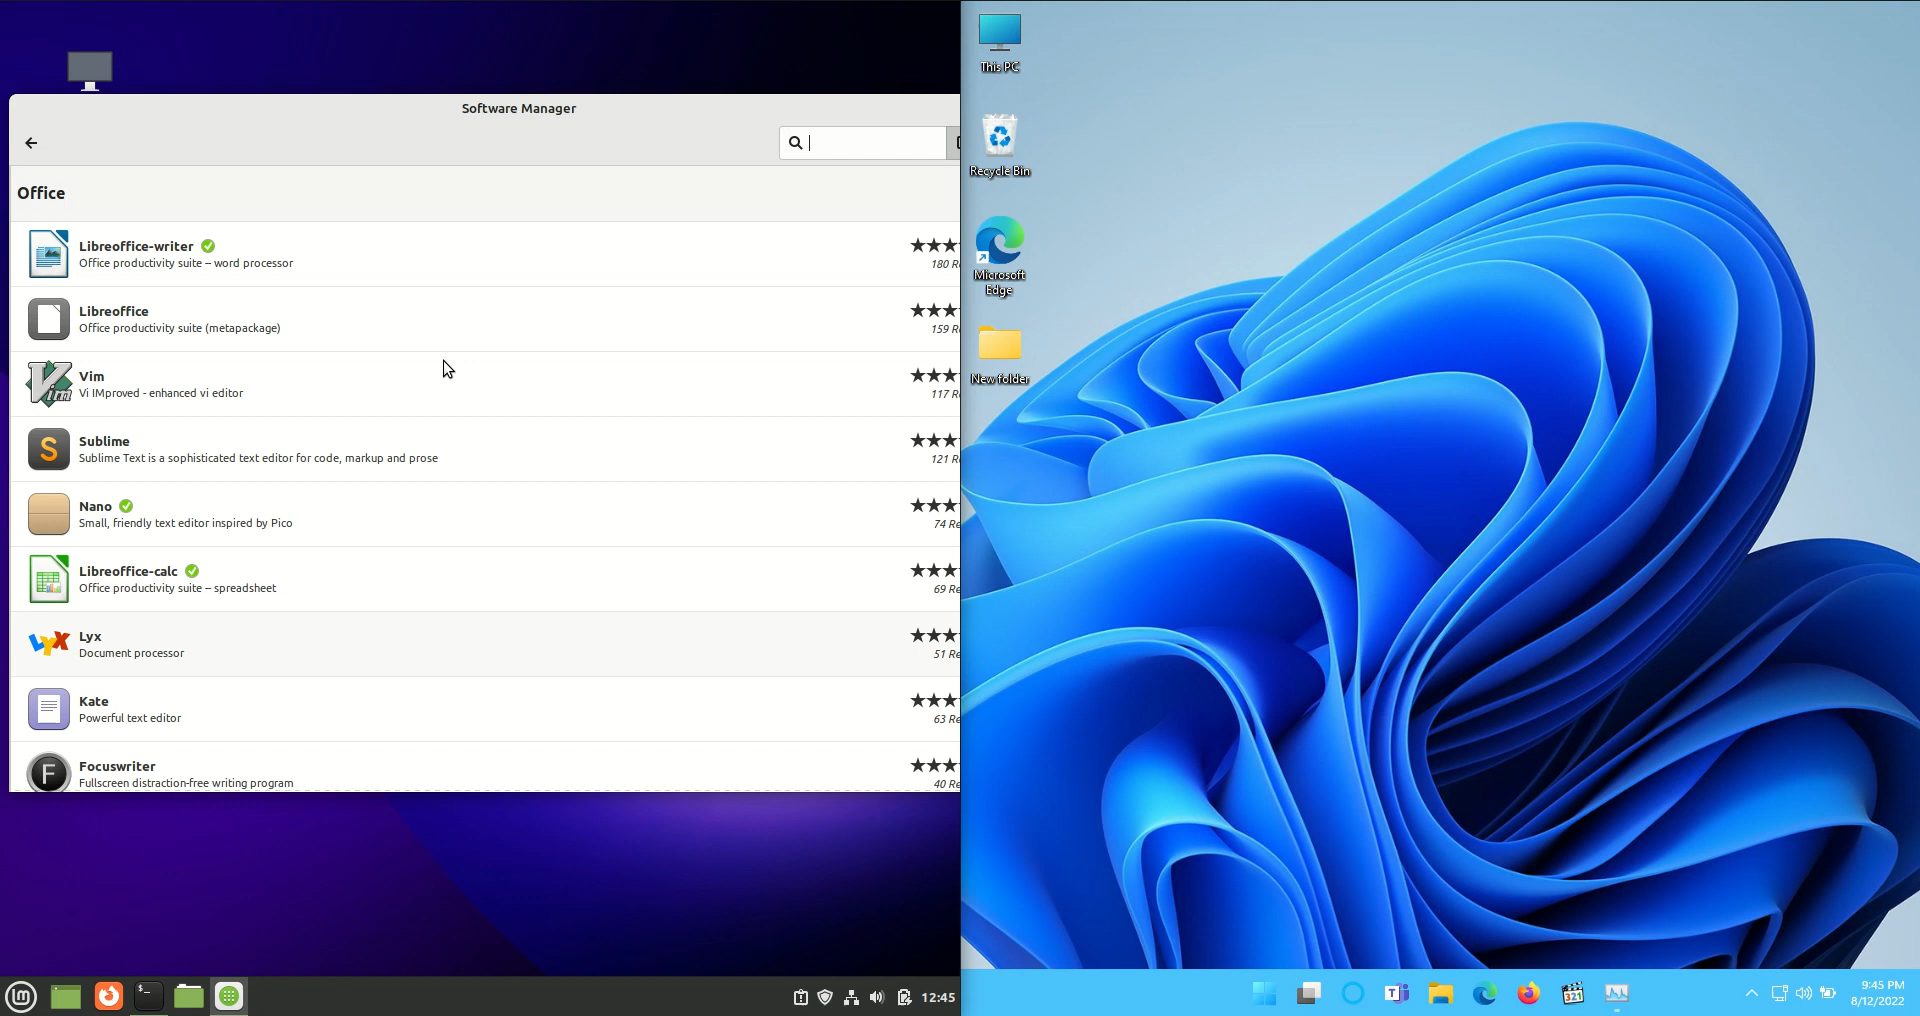 Software Manager
Office
Libreoffice-writer
Office productivity suite – word processor
180 R
Libreoffice
Office productivity suite (metapackage)
159 R
Vim
Vi IMproved - enhanced vi editor
117 R
Sublime
Sublime Text is a sophisticated text editor for code, markup and prose
121 R
Nano
Small, friendly text editor inspired by Pico
74 Re
Libreoffice-calc
Office productivity suite – spreadsheet
69 Re
Lyx
Document processor
51 Re
Kate
Powerful text editor
63 Re
Focuswriter
Fullscreen distraction-free writing program
40 Re
12:45
This PC
Recycle Bin
Microsoft
Edge
New folder
321
9:45 PM
8/12/2022